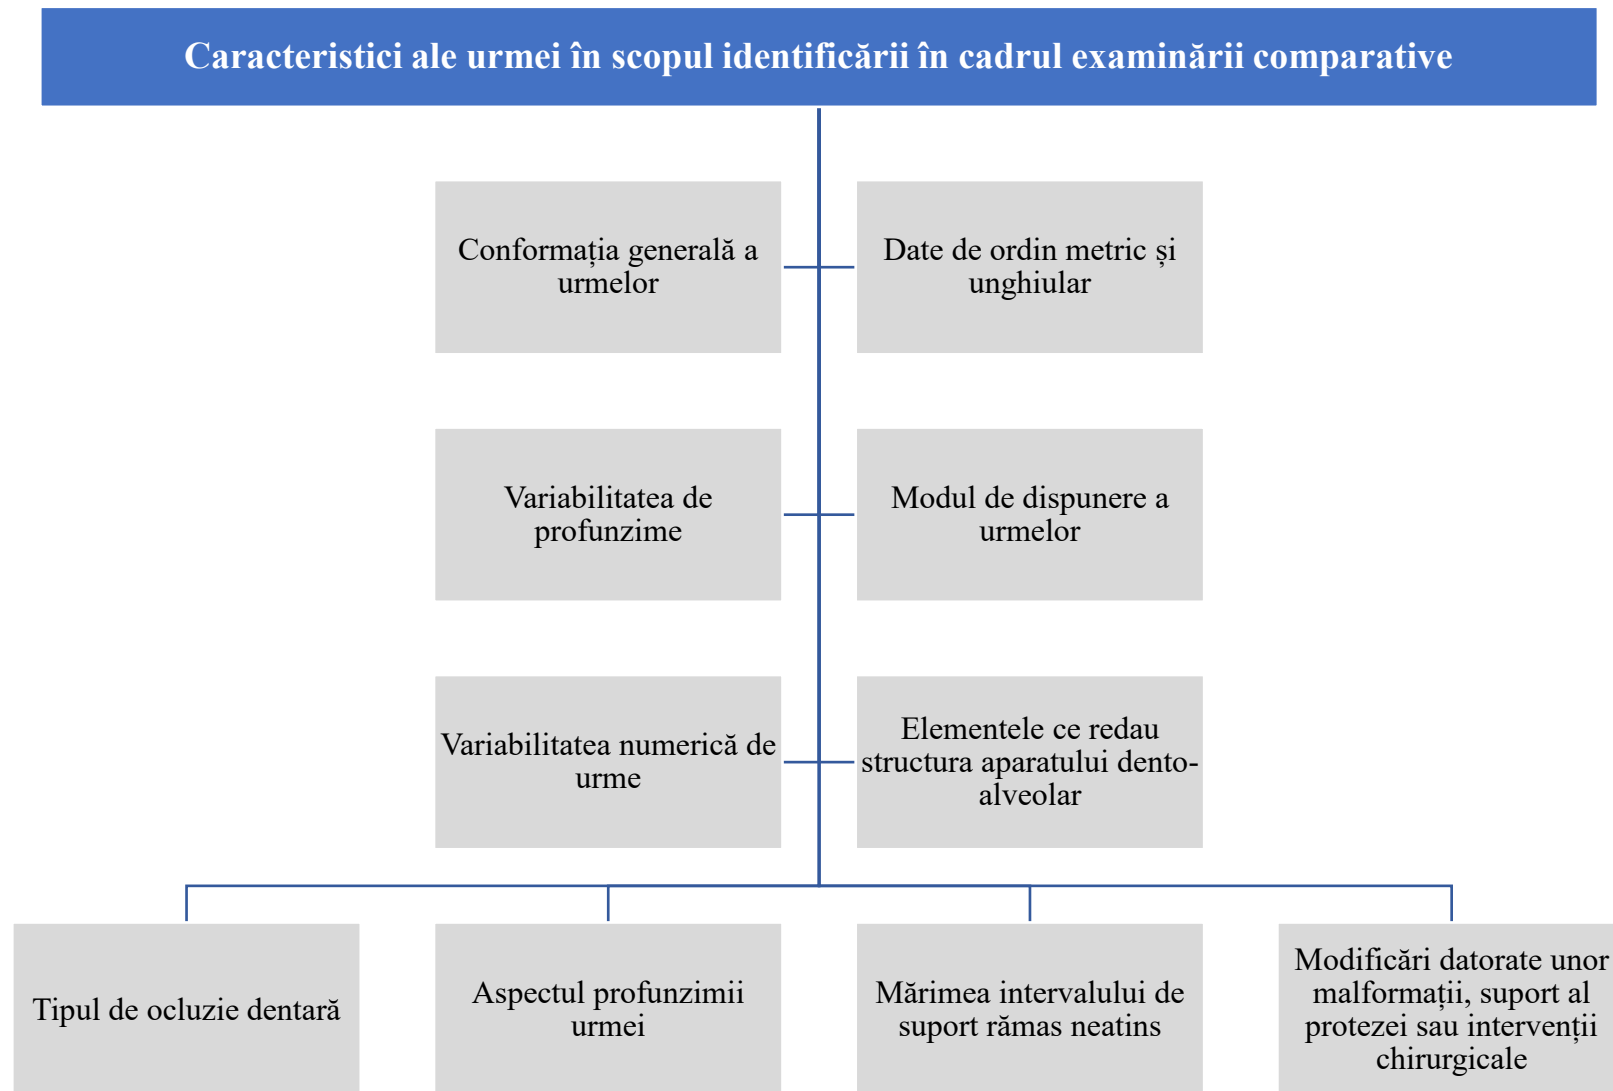 Caracteristici ale urmei în scopul identificării în cadrul examinării comparative
Conformația generală a
urmelor
Date de ordin metric și
unghiular
Variabilitatea de
profunzime
Modul de dispunere a
urmelor
Variabilitatea numerică de
urme
Elementele ce redau
structura aparatului dento-
alveolar
Tipul de ocluzie dentară
Aspectul profunzimii
urmei
Mărimea intervalului de
suport rămas neatins
Modificări datorate unor
malformații, suport al
protezei sau intervenții
chirurgicale